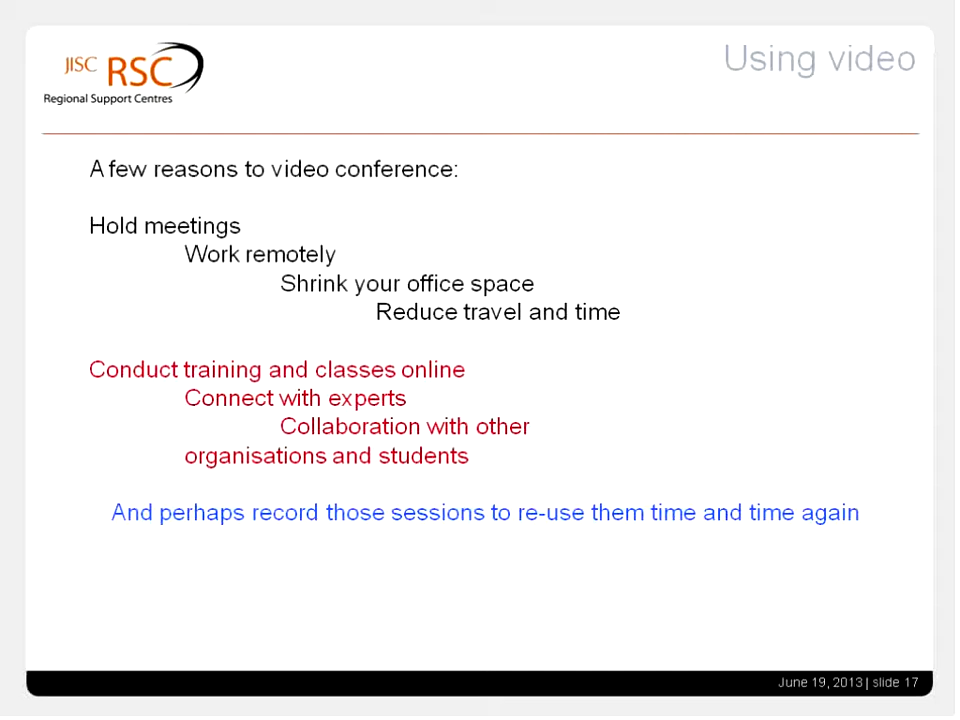 JISC RSC
Regional Support Centres
Using video
A few reasons to video conference:
Hold meetings
Work remotely
Shrink your office space
Reduce travel and time
Conduct training and classes online
Connect with experts
Collaboration with other
organisations and students
And perhaps record those sessions to re-use them time and time again
June 19, 2013 | slide 17